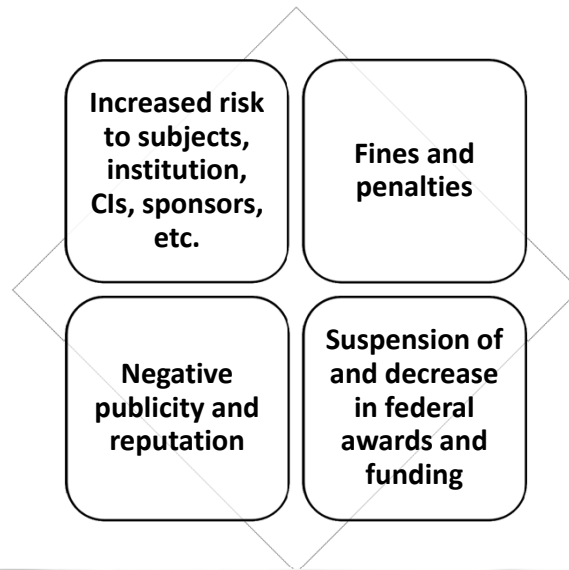 Increased risk
to subjects,
institution,
CIs, sponsors,
etc.
Fines and
penalties
Negative
publicity and
reputation
Suspension of
and decrease
in federal
awards and
funding